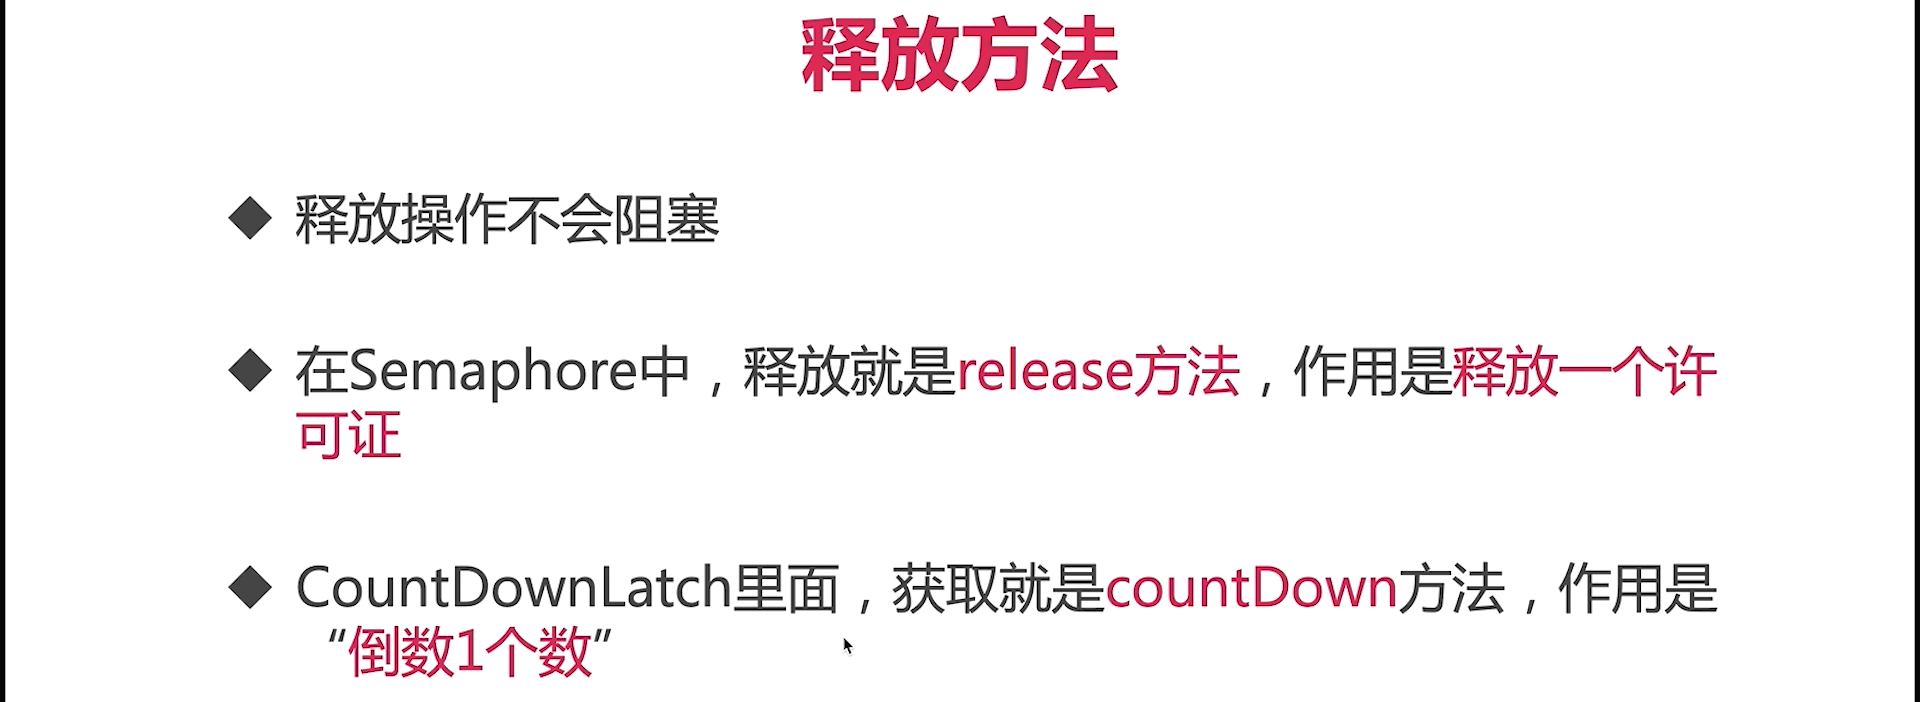 释放方法
释放操作不会阻塞
在Semaphore中，释放就是release方法，作用是释放一个许
可证
CountDownLatch里面，获取就是countDown方法，作用是
“倒数1个数”